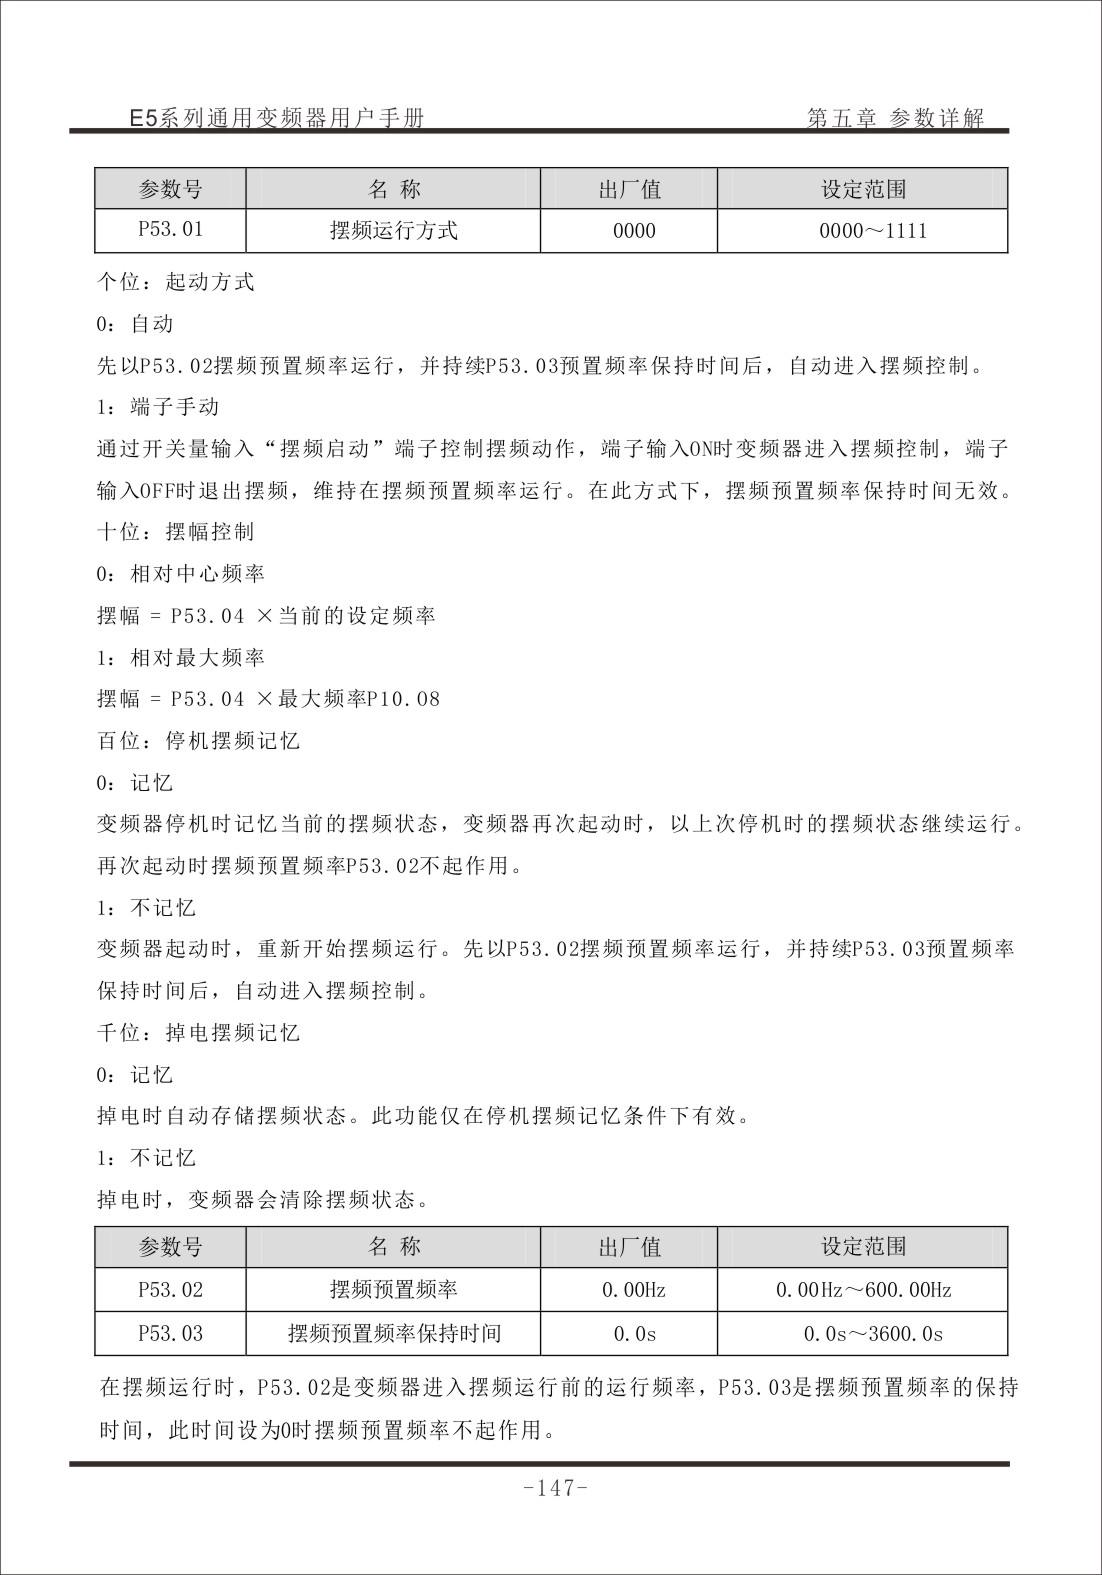 E5系列通用变频器用户手册 第五章 参数详解
参数号 名 称 出厂值 设定范围
P53.01 摆频运行方式 0000 0000～1111
个位：起动方式
0：自动
先以P53.02摆频预置频率运行，并持续P53.03预置频率保持时间后，自动进入摆频控制。
1：端子手动
通过开关量输入“摆频启动”端子控制摆频动作，端子输入ON时变频器进入摆频控制，端子
输入OFF时退出摆频，维持在摆频预置频率运行。在此方式下，摆频预置频率保持时间无效。
十位：摆幅控制
0：相对中心频率
摆幅 = P53.04 ×当前的设定频率
1：相对最大频率
摆幅 = P53.04 ×最大频率P10.08
百位：停机摆频记忆
0：记忆
变频器停机时记忆当前的摆频状态，变频器再次起动时，以上次停机时的摆频状态继续运行。
再次起动时摆频预置频率P53.02不起作用。
1：不记忆
变频器起动时，重新开始摆频运行。先以P53.02摆频预置频率运行，并持续P53.03预置频率
保持时间后，自动进入摆频控制。
千位：掉电摆频记忆
0：记忆
掉电时自动存储摆频状态。此功能仅在停机摆频记忆条件下有效。
1：不记忆
掉电时，变频器会清除摆频状态。
参数号 名 称 出厂值 设定范围
P53.02 摆频预置频率 0.00Hz 0.00Hz～600.00Hz
P53.03 摆频预置频率保持时间 0.0s 0.0s～3600.0s
在摆频运行时，P53.02是变频器进入摆频运行前的运行频率，P53.03是摆频预置频率的保持
时间，此时间设为0时摆频预置频率不起作用。
-147-